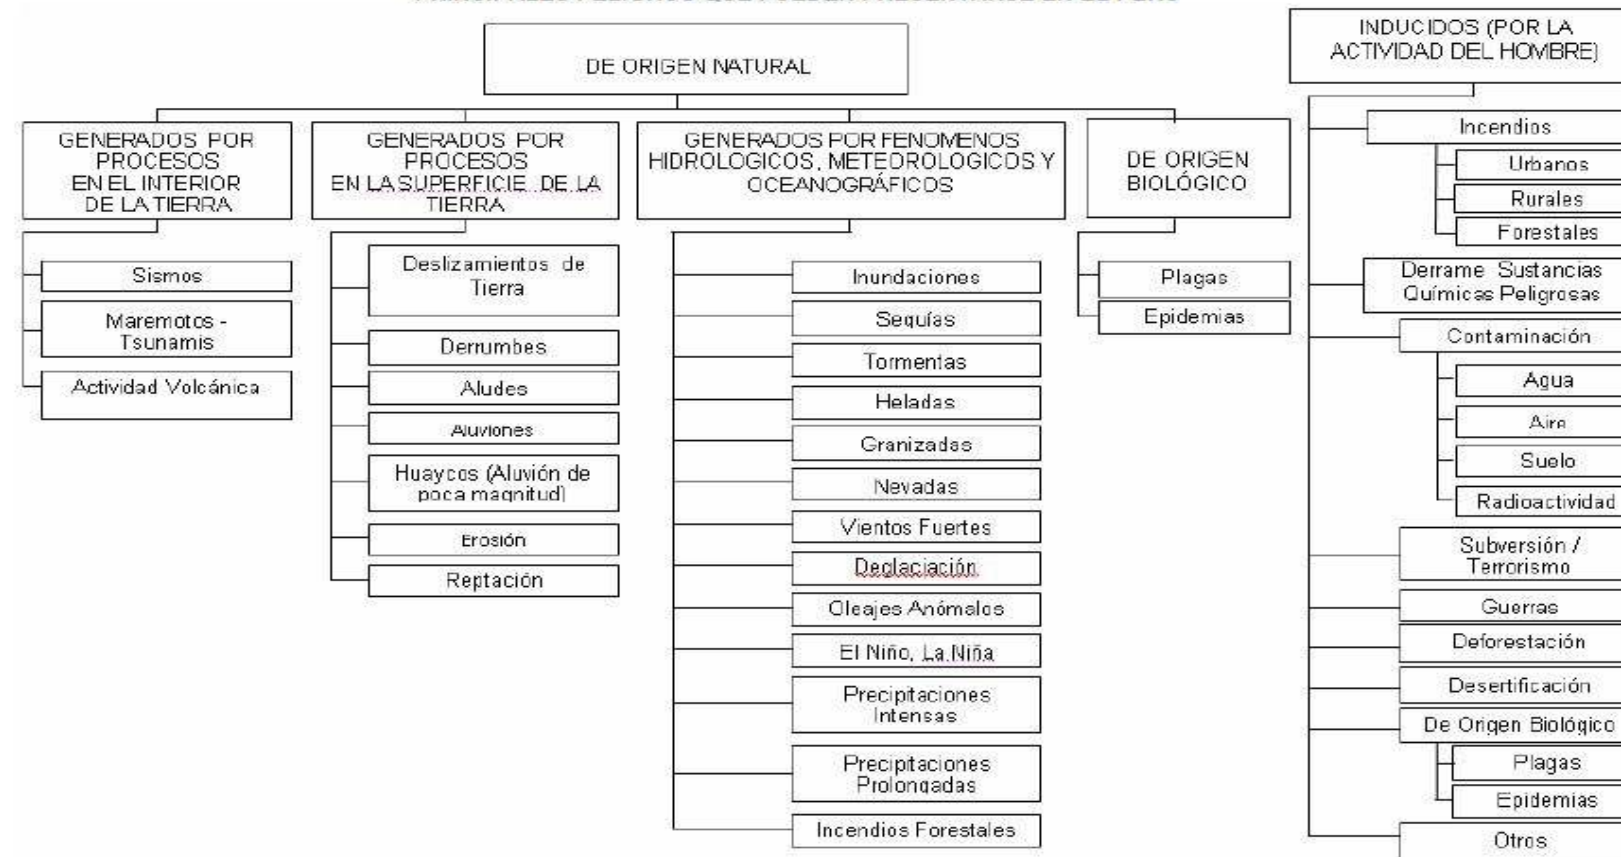 DE ORIGEN NATURAL
GENERADOS POR
PROCESOS
EN EL INTERIOR
DE LA TIERRA
Sismos
Maremotos -
Tsunamis
Actividad Volcánica
GENERADOS POR
PROCESOS
EN LA SUPERFICIE DE LA
TIERRA
Deslizamientos de
Tierra
Derrumbes
Aludes
Aluviones
Huaycos (Aluvión de
poca magnitud)
Erosión
Reptación
GENERADOS POR FENOMENOS
HIDROLOGICOS, METEOROLOGICOS Y
OCEANOGRÁFICOS
Inundaciones
Sequías
Tormentas
Heladas
Granizadas
Nevadas
Vientos Fuertes
Deglaciación
Oleajes Anómalos
El Niño, La Niña
Precipitaciones
Intensas
Precipitaciones
Prolongadas
Incendios Forestales
DE ORIGEN
BIOLÓGICO
Plagas
Epidemias
INDUCIDOS (POR LA
ACTIVIDAD DEL HOMBRE)
Incendios
Urbanos
Rurales
Forestales
Derrame Sustancias
Químicas Peligrosas
Contaminación
Agua
Aire
Suelo
Radioactividad
Subversión /
Terrorismo
Guerras
Deforestación
Desertificación
De Origen Biológico
Plagas
Epidemias
Otros